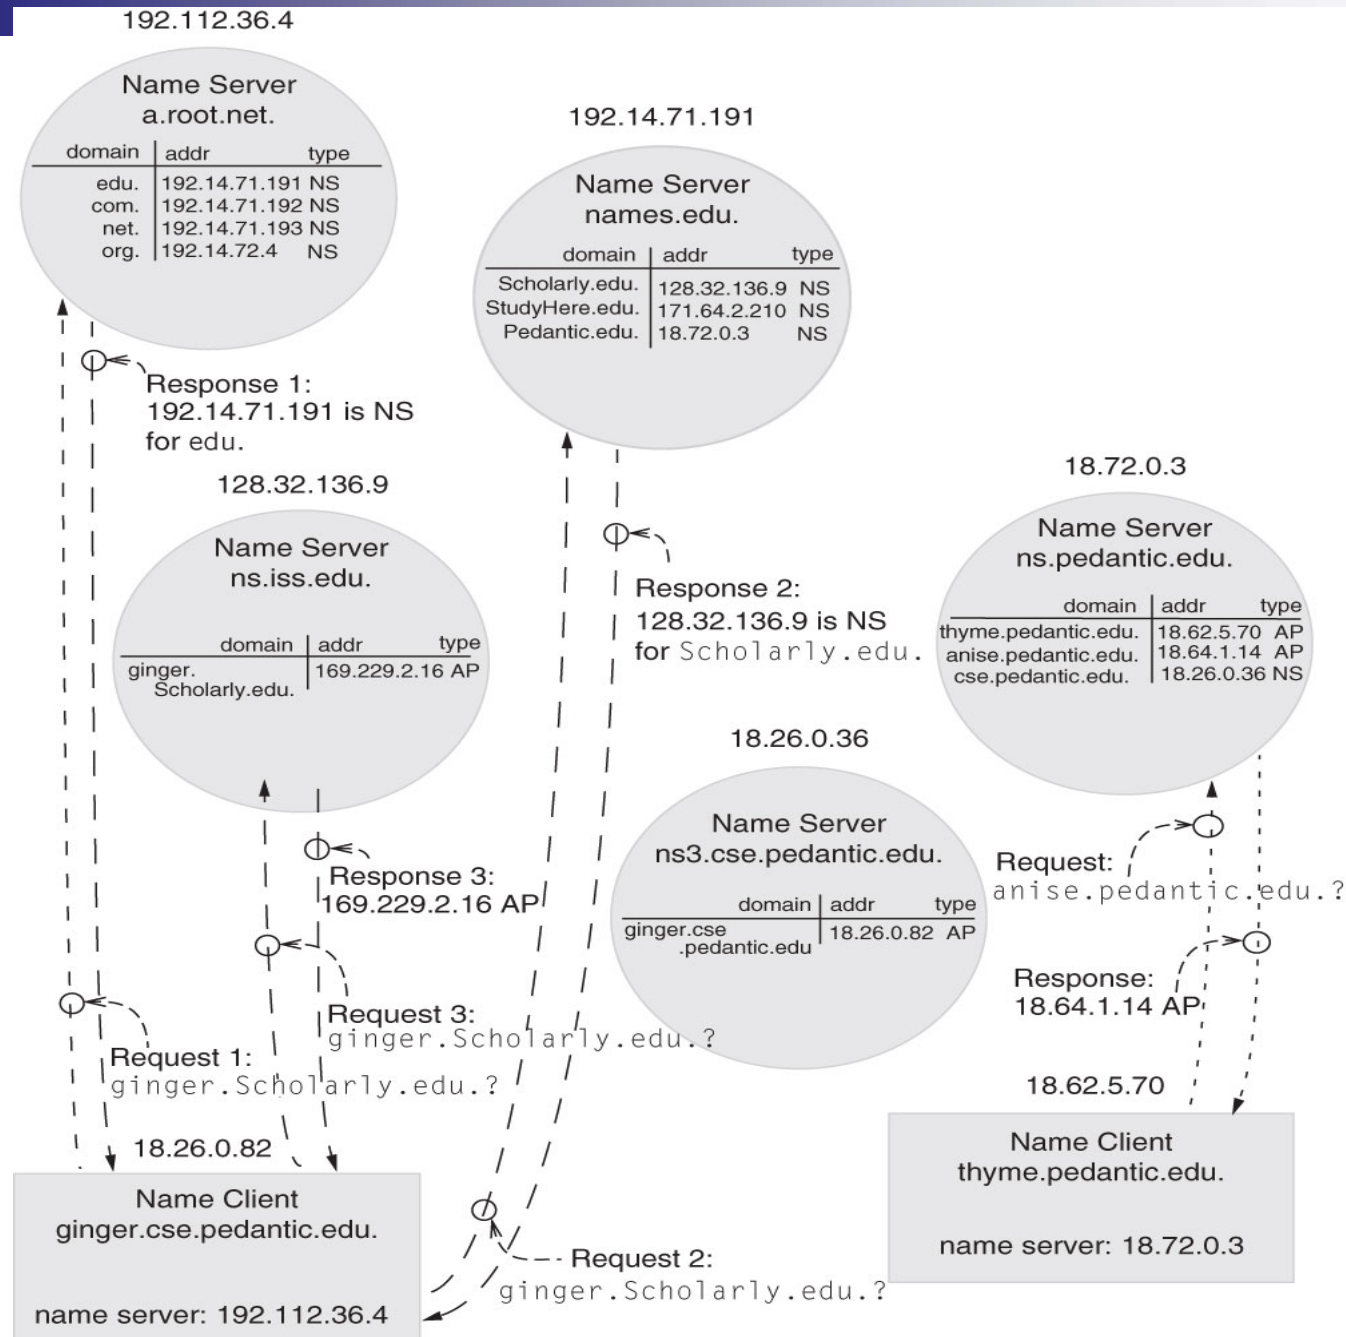 192.112.36.4
Name Server
a.root.net.
domain addr type
edu. 192.14.71.191 NS
com. 192.14.71.192 NS
net. 192.14.71.193 NS
org. 192.14.72.4 NS
Response 1:
192.14.71.191 is NS
for edu.
192.14.71.191
Name Server
names.edu.
domain addr type
Scholarly.edu. 128.32.136.9 NS
StudyHere.edu. 171.64.2.210 NS
Pedantic.edu. 18.72.0.3 NS
128.32.136.9
Name Server
ns.iss.edu.
domain addr type
ginger. 169.229.2.16 AP
Scholarly.edu.
Response 2:
128.32.136.9 is NS
for Scholarly.edu.
18.72.0.3
Name Server
ns.pedantic.edu.
domain addr type
thyme.pedantic.edu. 18.62.5.70 AP
anise.pedantic.edu. 18.64.1.14 AP
cse.pedantic.edu. 18.26.0.36 NS
18.26.0.36
Name Server
ns3.cse.pedantic.edu.
domain addr type
ginger.cse 18.26.0.82 AP
.pedantic.edu
Response 3:
169.229.2.16 AP
Request 3:
ginger.Scholarly.edu.?
Request 1:
ginger.Scholarly.edu.?
Request:
anise.pedantic.edu.?
Response:
18.64.1.14 AP
18.26.0.82
Name Client
ginger.cse.pedantic.edu.
name server: 192.112.36.4
Request 2:
ginger.Scholarly.edu.?
18.62.5.70
Name Client
thyme.pedantic.edu.
name server: 18.72.0.3